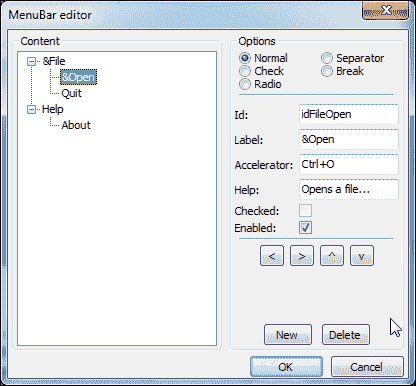 MenuBar editor
Content
&File
&Open
Quit
Help
About
Options
Normal
Separator
Check
Break
Radio
Id: idFileOpen
Label: &Open
Accelerator: Ctrl+O
Help: Opens a file...
Checked:
Enabled:
< > ^ v
New Delete
OK Cancel